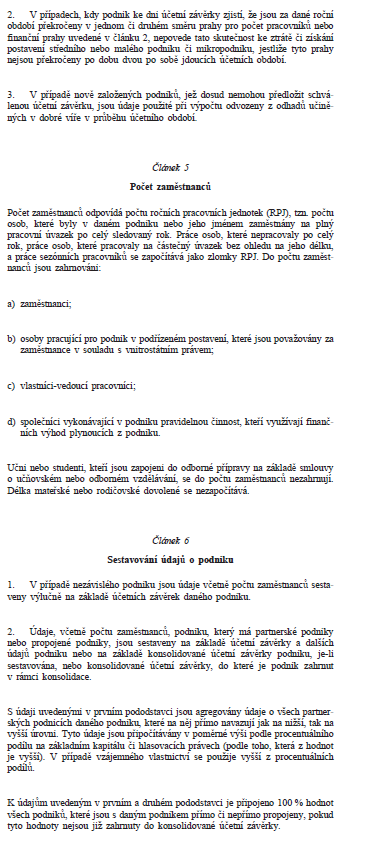 2. V případech, kdy podnik ke dni účetní závěrky zjistí, že jsou za dané roční
období překročeny v jednom či druhém směru prahy pro počet pracovníků nebo
finanční prahy uvedené v článku 2, nepovede tato skutečnost ke ztrátě či získání
postavení středního nebo malého podniku či mikropodniku, jestliže tyto prahy
nejsou překročeny po dobu dvou po sobě jdoucích účetních období.
3. V případě nově založených podniků, jež dosud nemohou předložit schvá-
lenou účetní závěrku, jsou údaje použité při výpočtu odvozeny z odhadů učině-
ných v dobré víře v průběhu účetního období.
Článek 5
Počet zaměstnanců
Počet zaměstnanců odpovídá počtu ročních pracovních jednotek (RPJ), tzn. počtu
osob, které byly v daném podniku nebo jeho jménem zaměstnány na plný
pracovní úvazek po celý sledovaný rok. Práce osob, které nepracovaly po celý
rok, práce osob, které pracovaly na částečný úvazek bez ohledu na jeho délku,
a práce sezónních pracovníků se započítává jako zlomky RPJ. Do počtu zaměst-
nanců jsou zahrnováni:
a) zaměstnanci;
b) osoby pracující pro podnik v podřízeném postavení, které jsou považovány za
zaměstnance v souladu s vnitrostátním právem;
c) vlastníci-vedoucí pracovníci;
d) společníci vykonávající v podniku pravidelnou činnost, kteří využívají finanč-
ních výhod plynoucích z podniku.
Učni nebo studenti, kteří jsou zapojeni do odborné přípravy na základě smlouvy
o učňovském nebo odborném vzdělávání, se do počtu zaměstnanců nezahrnují.
Délka mateřské nebo rodičovské dovolené se nezapočítává.
Článek 6
Sestavování údajů o podniku
1. V případě nezávislého podniku jsou údaje včetně počtu zaměstnanců sesta-
veny výlučně na základě účetních závěrek daného podniku.
2. Údaje, včetně počtu zaměstnanců, podniku, který má partnerské podniky
nebo propojené podniky, jsou sestaveny na základě účetní závěrky a dalších
údajů podniku nebo na základě konsolidované účetní závěrky podniku, je-li
sestavována, nebo konsolidované účetní závěrky, do které je podnik zahrnut
v rámci konsolidace.
S údaji uvedenými v prvním pododstavci jsou agregovány údaje o všech partner-
ských podnicích daného podniku, které na něj přímo navazují jak na nižší, tak na
vyšší úrovni. Tyto údaje jsou připočítávány v poměrné výši podle procentuálního
podílu na základním kapitálu či hlasovacích právech (podle toho, která z hodnot
je vyšší). V případě vzájemného vlastnictví se použije vyšší z procentuálních
podílů.
K údajům uvedeným v prvním a druhém pododstavci je připojeno 100 % hodnot
všech podniků, které jsou s daným podnikem přímo či nepřímo propojeny, pokud
tyto hodnoty nejsou již zahrnuty do konsolidované účetní závěrky.